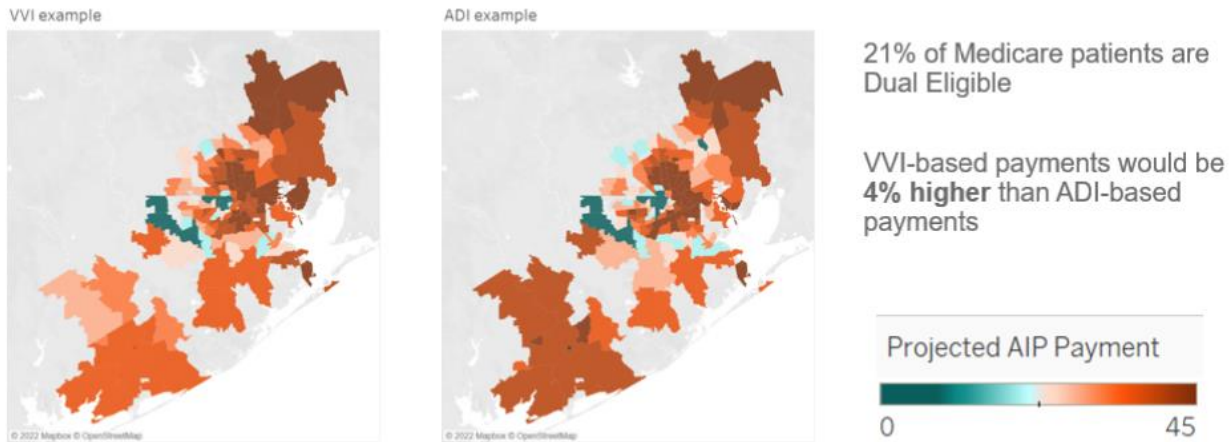 VVI example
ADI example
21% of Medicare patients are
Dual Eligible
VVI-based payments would be
4% higher than ADI-based
payments
Projected AIP Payment
0
45
© 2022 Mapbox © OpenStreetMap
© 2022 Mapbox © OpenStreetMap